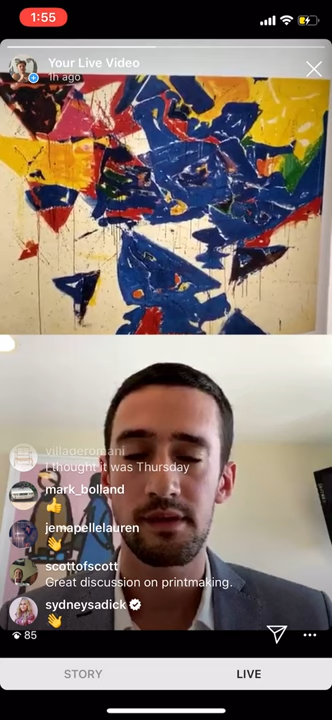 1:55
Your Live Video
1h ago
villageromani
I thought it was Thursday
mark_bolland
👍
jemapellelauren
👋
scottofscott
Great discussion on printmaking.
sydneysadick
👋
85
STORY
LIVE